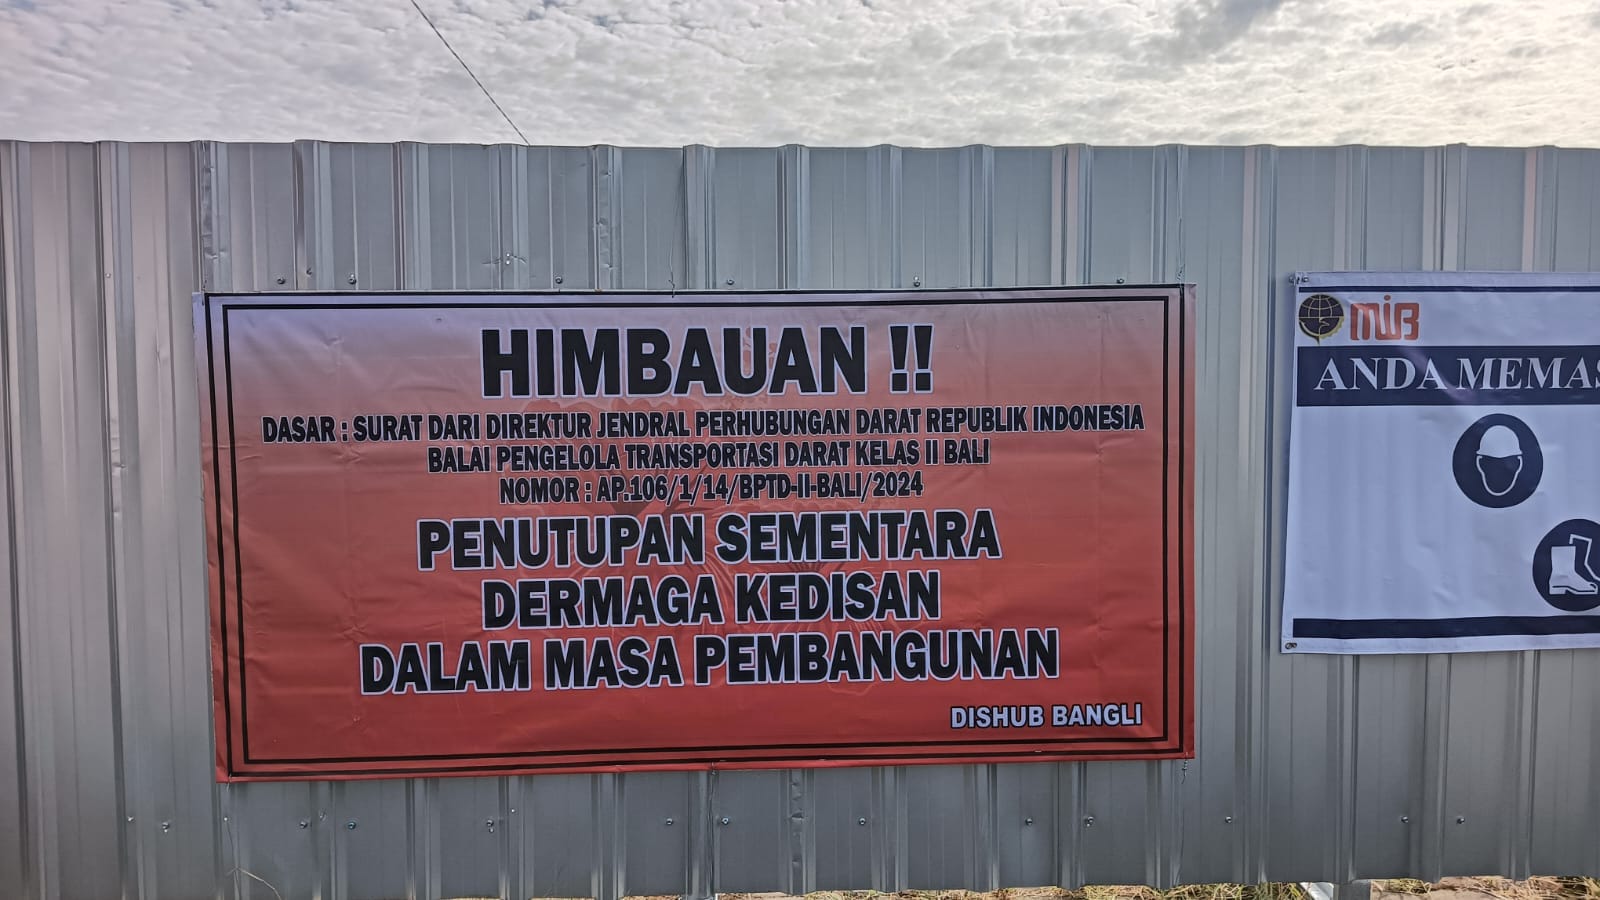 HIMBAUAN !!
DASAR : SURAT DARI DIREKTUR JENDRAL PERHUBUNGAN DARAT REPUBLIK INDONESIA
BALAI PENGELOLA TRANSPORTASI DARAT KELAS II BALI
NOMOR : AP.106/1/14/BPTD-II-BALI/2024
PENUTUPAN SEMENTARA
DERMAGA KEDISAN
DALAM MASA PEMBANGUNAN
DISHUB BANGLI
MIB
ANDA MEMAS